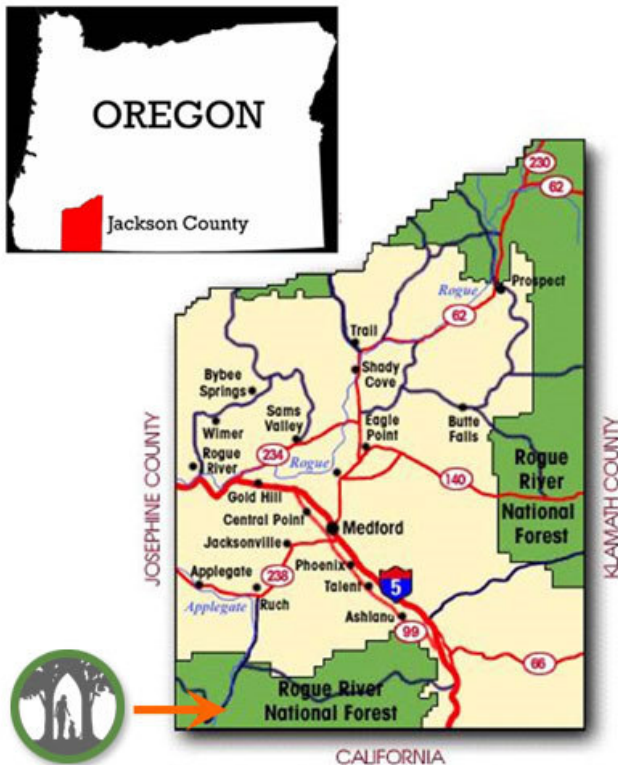 OREGON
Jackson County
230
62
Prospect
Rogue
62
Trail
Shady
Cove
Bybee
Springs
Sams
Valley
Eagle
Point
Butte
Falls
Wimer
Rogue
River
234
Rogue
140
Rogue
River
National
Forest
Gold Hill
Central Point
Medford
Jacksonville
Phoenix
5
Applegate
238
Talent
Applegate
Ruch
Ashland
99
66
Rogue River
National Forest
JOSEPHINE COUNTY
KLAMATH COUNTY
CALIFORNIA